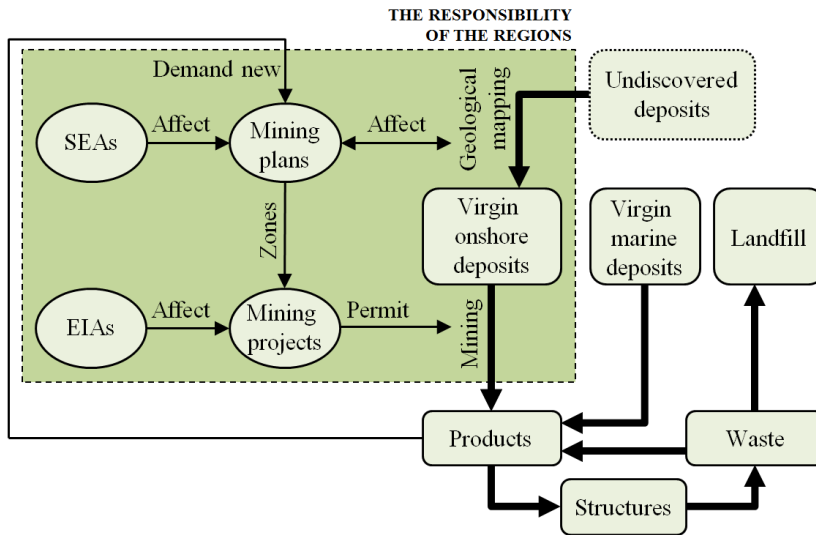 THE RESPONSIBILITY
OF THE REGIONS
Demand new
SEAs
Affect
Mining
plans
Affect
Geological
mapping
Undiscovered
deposits
Zones
Virgin
onshore
deposits
Virgin
marine
deposits
Landfill
EIAs
Affect
Mining
projects
Permit
Mining
Products
Waste
Structures